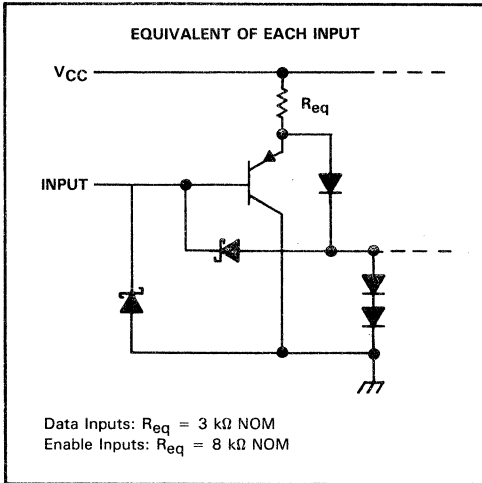 EQUIVALENT OF EACH INPUT
VCC
Req
INPUT
Data Inputs: Req = 3 kΩ NOM
Enable Inputs: Req = 8 kΩ NOM